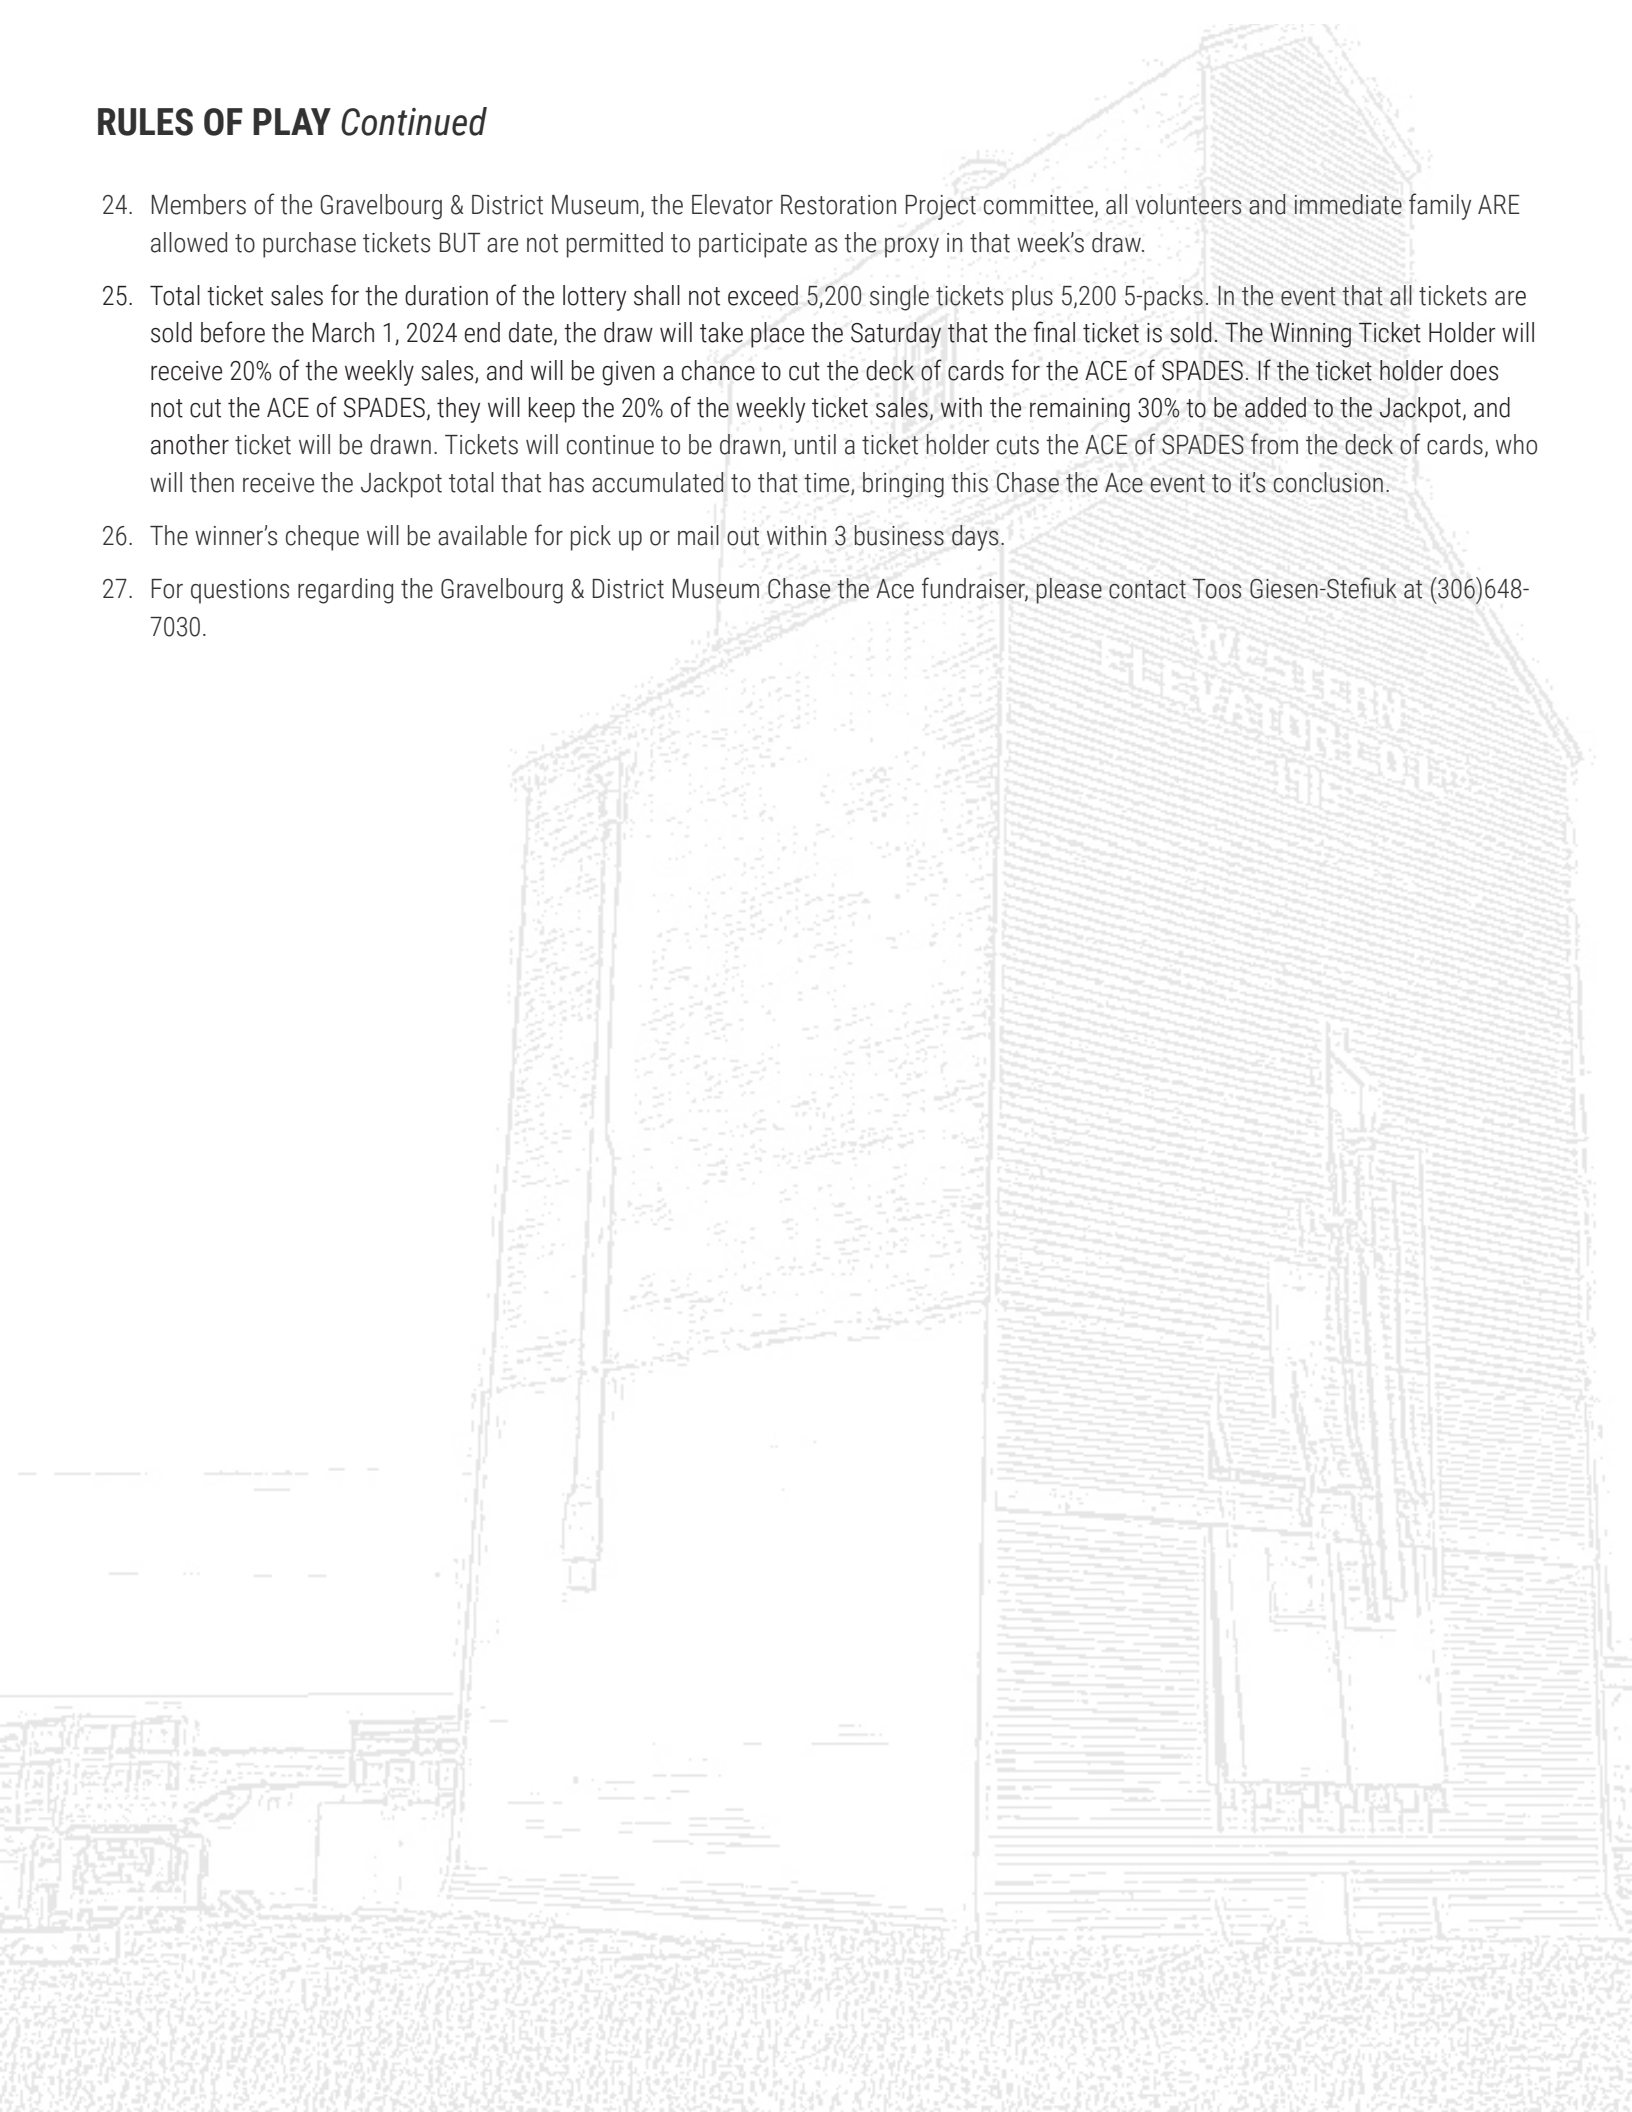 RULES OF PLAY Continued
24. Members of the Gravelbourg & District Museum, the Elevator Restoration Project committee, all volunteers and immediate family ARE
allowed to purchase tickets BUT are not permitted to participate as the proxy in that week’s draw.
25. Total ticket sales for the duration of the lottery shall not exceed 5,200 single tickets plus 5,200 5-packs. In the event that all tickets are
sold before the March 1, 2024 end date, the draw will take place the Saturday that the final ticket is sold. The Winning Ticket Holder will
receive 20% of the weekly sales, and will be given a chance to cut the deck of cards for the ACE of SPADES. If the ticket holder does
not cut the ACE of SPADES, they will keep the 20% of the weekly ticket sales, with the remaining 30% to be added to the Jackpot, and
another ticket will be drawn. Tickets will continue to be drawn, until a ticket holder cuts the ACE of SPADES from the deck of cards, who
will then receive the Jackpot total that has accumulated to that time, bringing this Chase the Ace event to it’s conclusion.
26. The winner’s cheque will be available for pick up or mail out within 3 business days.
27. For questions regarding the Gravelbourg & District Museum Chase the Ace fundraiser, please contact Toos Giesen-Stefiuk at (306)648-
7030.
WESTERN
ELEVATOR CO